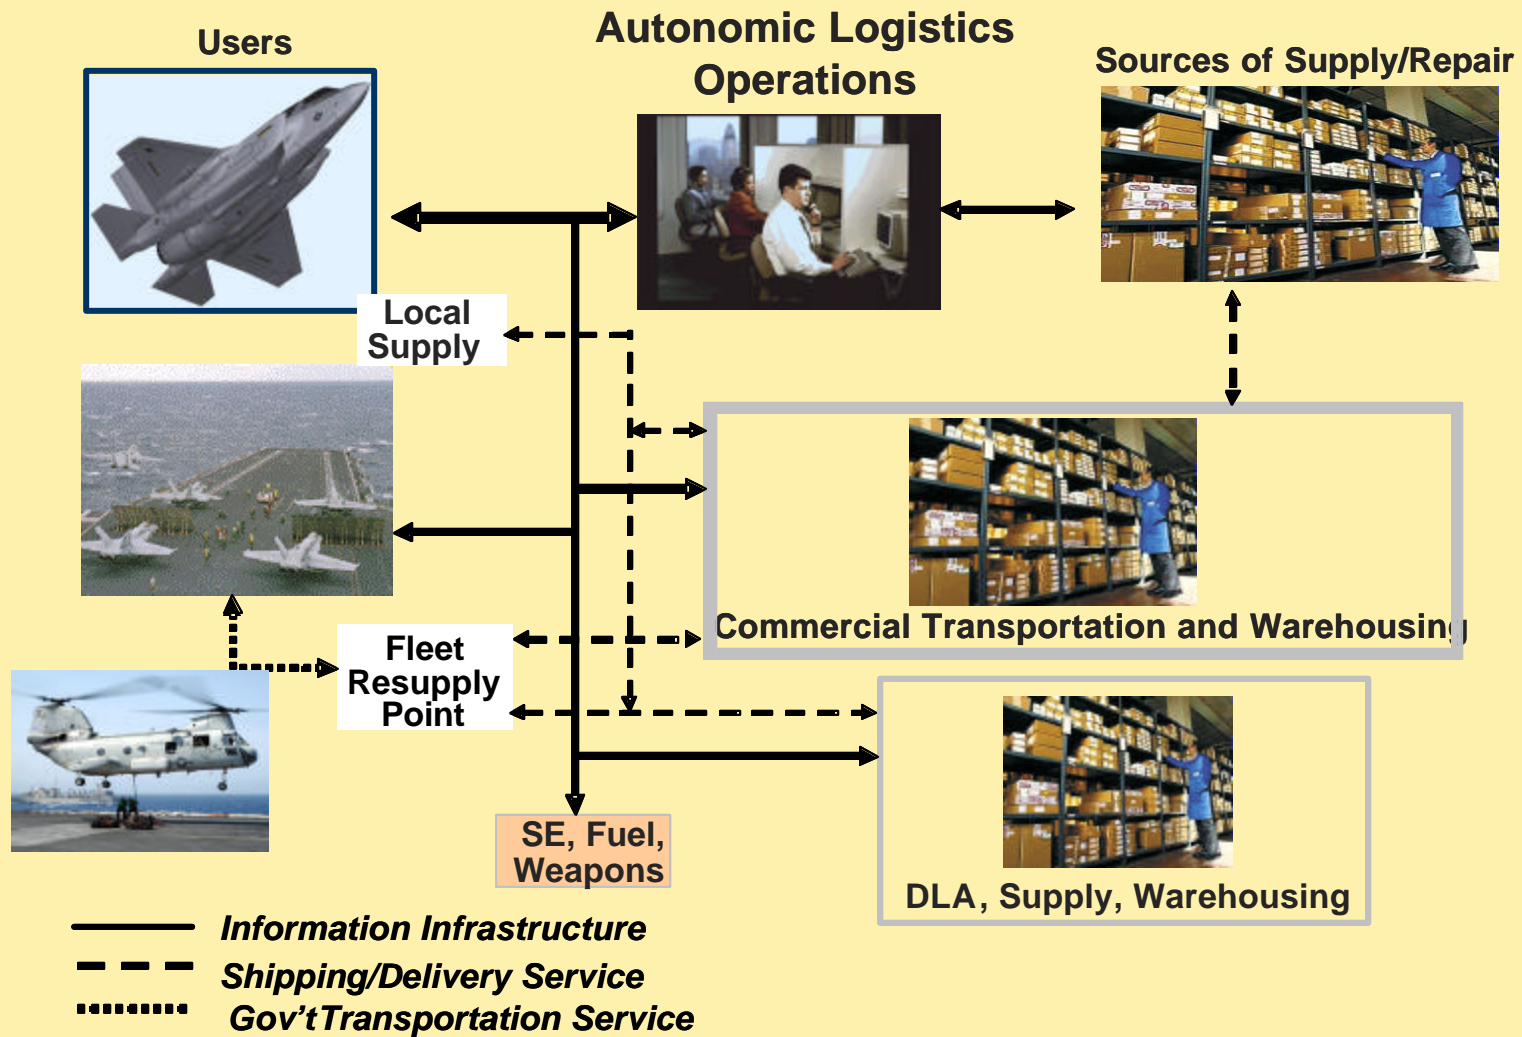 Users
Autonomic Logistics
Operations
Sources of Supply/Repair
Local
Supply
Commercial Transportation and Warehousing
Fleet
Resupply
Point
SE, Fuel,
Weapons
DLA, Supply, Warehousing
Information Infrastructure
Shipping/Delivery Service
Gov'tTransportation Service